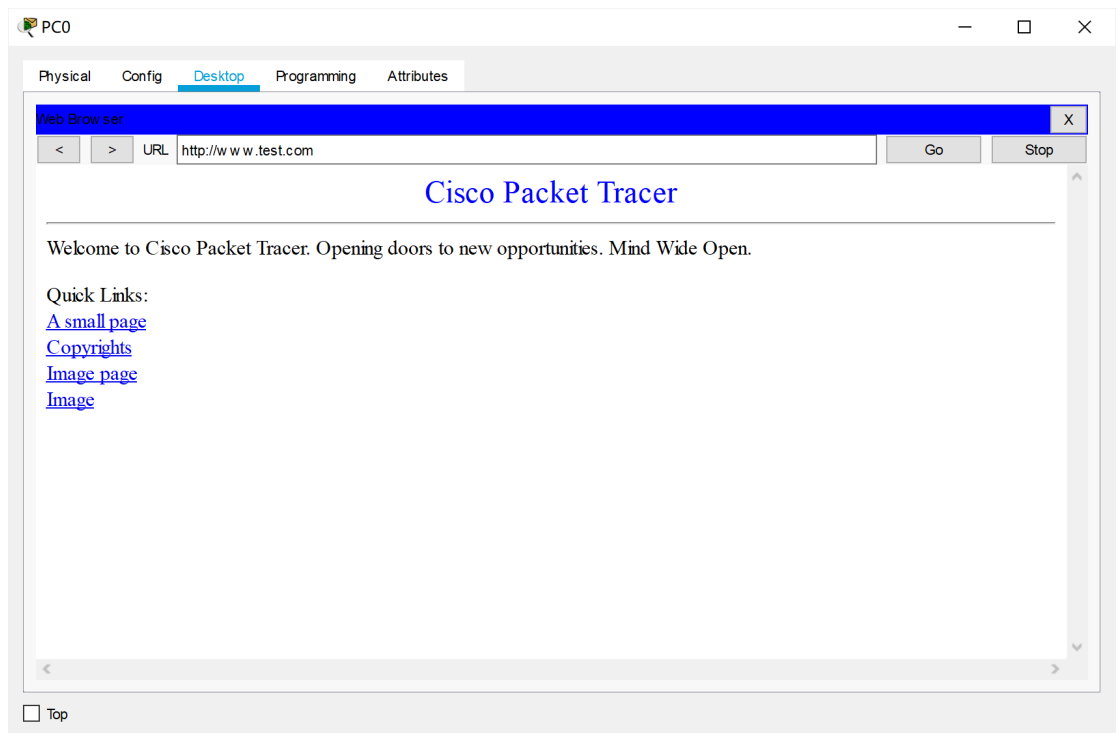 PC0
Physical Config Desktop Programming Attributes
Web Browser
X
< > URL http://www.test.com Go Stop
Cisco Packet Tracer
Welcome to Cisco Packet Tracer. Opening doors to new opportunities. Mind Wide Open.
Quick Links:
A small page
Copyrights
Image page
Image
Top